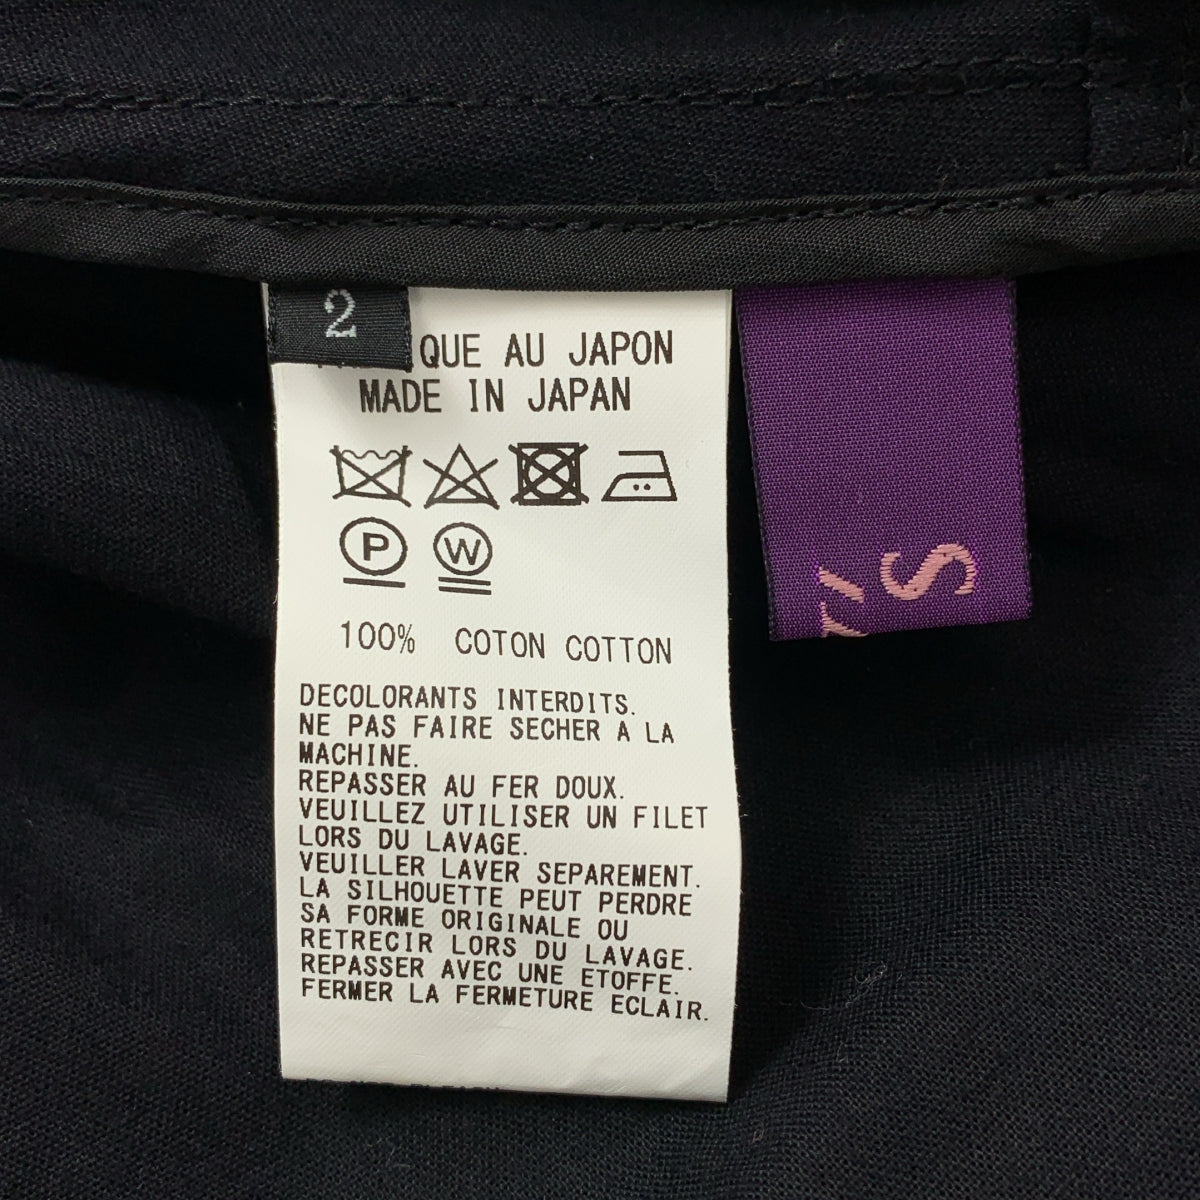 2
QUE AU JAPON
MADE IN JAPAN
P W
100% COTON COTTON
DECOLORANTS INTERDITS.
NE PAS FAIRE SECHER A LA
MACHINE.
REPASSER AU FER DOUX.
VEUILLEZ UTILISER UN FILET
LORS DU LAVAGE.
VEUILLER LAVER SEPAREMENT.
LA SILHOUETTE PEUT PERDRE
SA FORME ORIGINALE OU
RETRECIR LORS DU LAVAGE.
REPASSER AVEC UNE ETOFFE.
FERMER LA FERMETURE ECLAIR.
'S